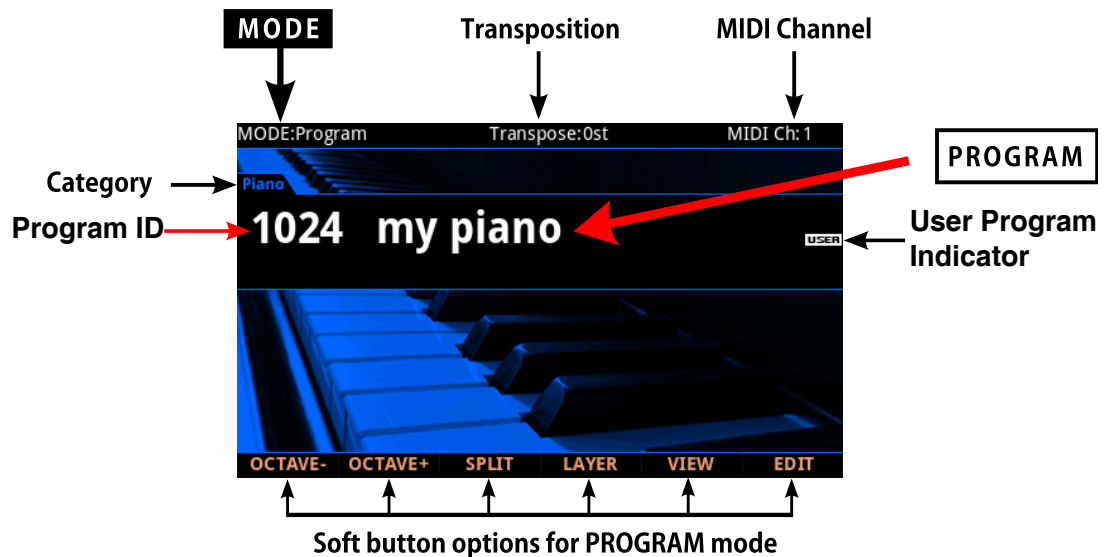 MODE
Transposition
MIDI Channel
MODE:Program
Transpose:0st
MIDI Ch:1
PROGRAM
Category
Piano
Program ID
1024 my piano
USER
User Program
Indicator
OCTAVE- OCTAVE+ SPLIT LAYER VIEW EDIT
Soft button options for PROGRAM mode